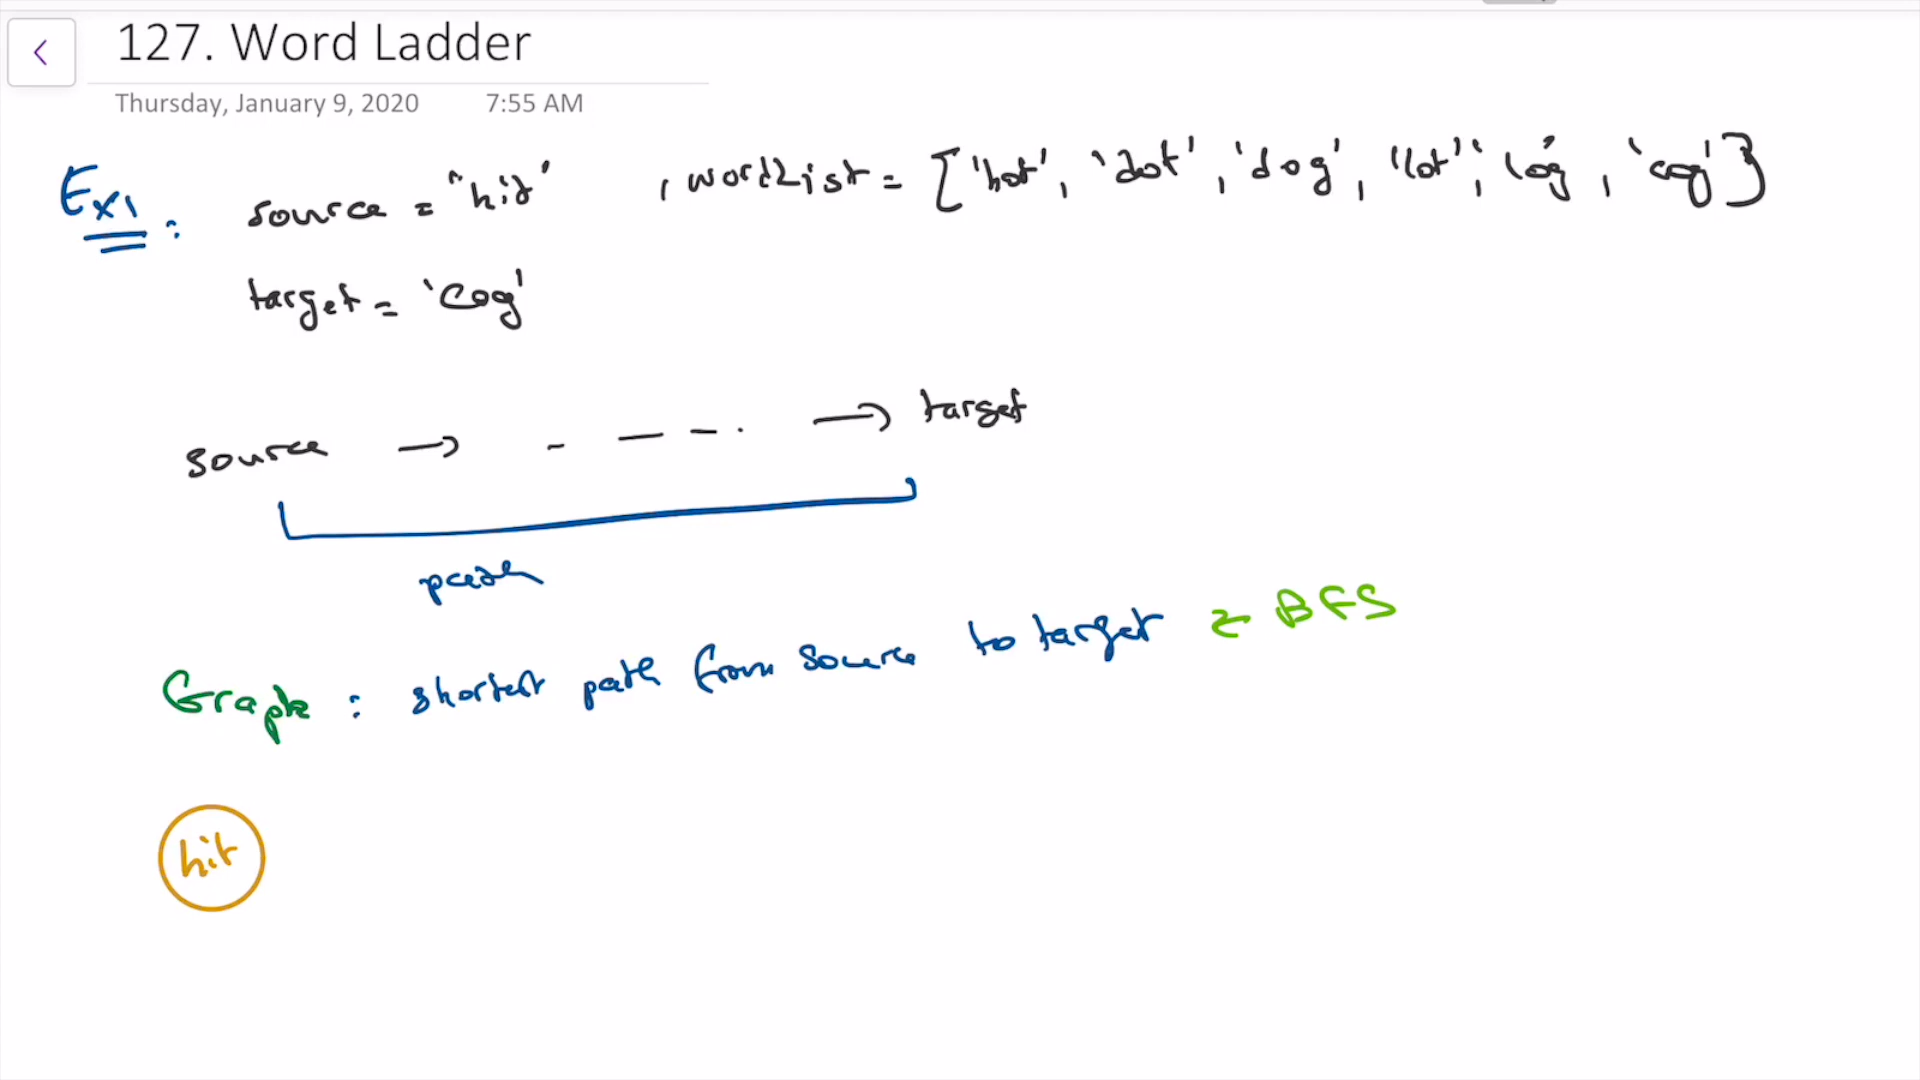 127. Word Ladder
Thursday, January 9, 2020 7:55 AM
Ex1 : source = "hit" , wordList = ['hot', 'dot', 'dog', 'lot', 'log, 'cog']
target = 'cog'
source → - — - . → target
path
Graph : shortest path from source to target ← BFS
hit